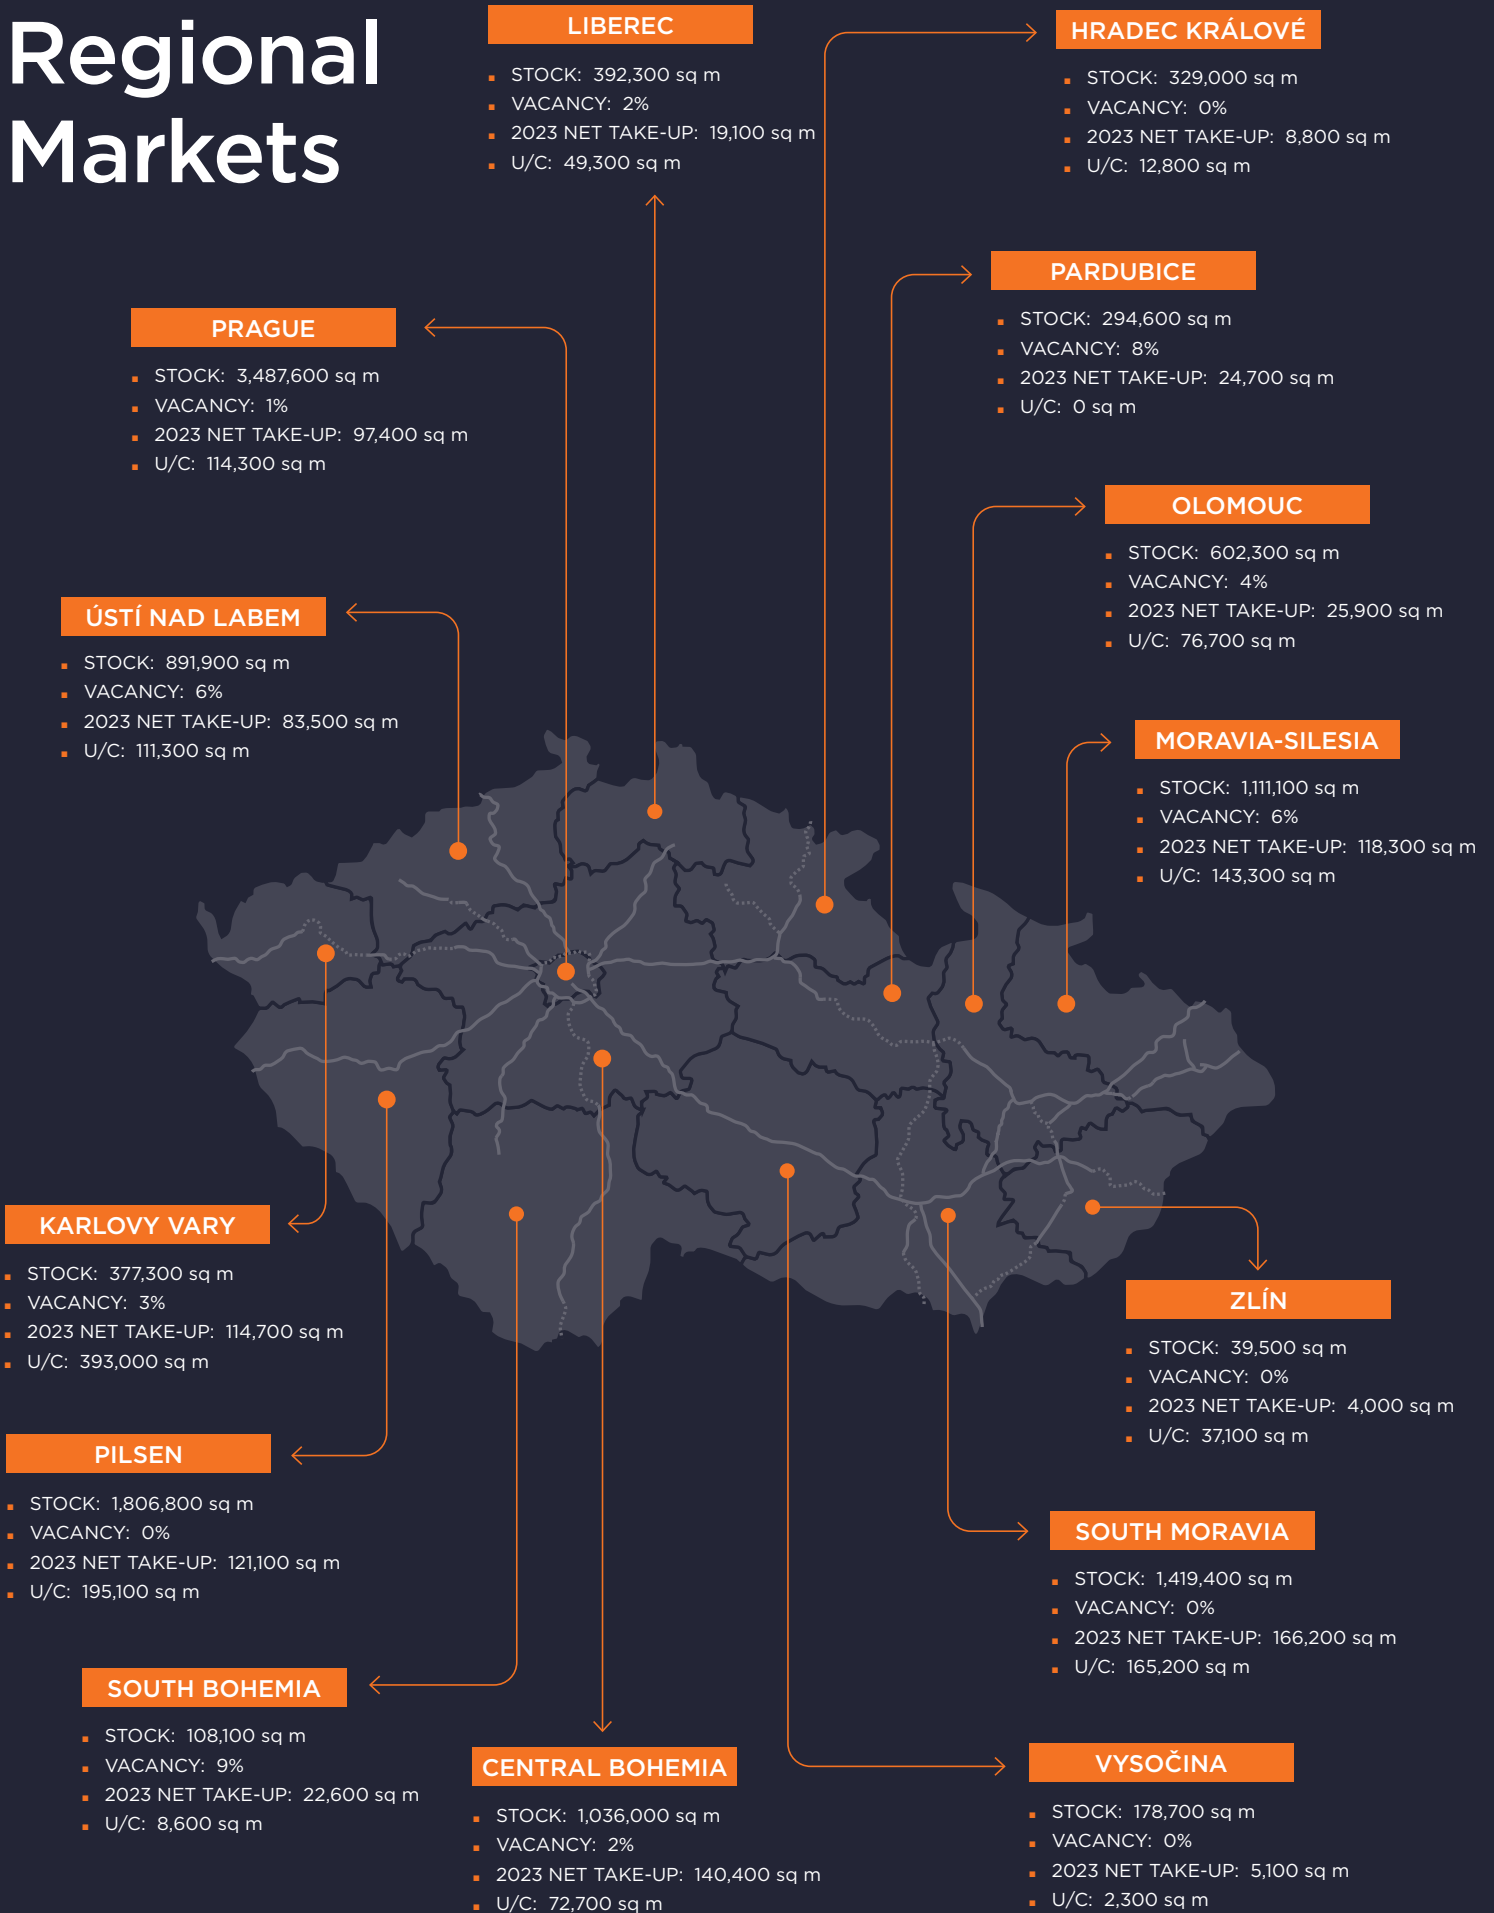 Regional
Markets
LIBEREC
STOCK: 392,300 sq m
VACANCY: 2%
2023 NET TAKE-UP: 19,100 sq m
U/C: 49,300 sq m
HRADEC KRÁLOVÉ
STOCK: 329,000 sq m
VACANCY: 0%
2023 NET TAKE-UP: 8,800 sq m
U/C: 12,800 sq m
PARDUBICE
STOCK: 294,600 sq m
VACANCY: 8%
2023 NET TAKE-UP: 24,700 sq m
U/C: 0 sq m
PRAGUE
STOCK: 3,487,600 sq m
VACANCY: 1%
2023 NET TAKE-UP: 97,400 sq m
U/C: 114,300 sq m
OLOMOUC
STOCK: 602,300 sq m
VACANCY: 4%
2023 NET TAKE-UP: 25,900 sq m
U/C: 76,700 sq m
ÚSTÍ NAD LABEM
STOCK: 891,900 sq m
VACANCY: 6%
2023 NET TAKE-UP: 83,500 sq m
U/C: 111,300 sq m
MORAVIA-SILESIA
STOCK: 1,111,100 sq m
VACANCY: 6%
2023 NET TAKE-UP: 118,300 sq m
U/C: 143,300 sq m
KARLOVY VARY
STOCK: 377,300 sq m
VACANCY: 3%
2023 NET TAKE-UP: 114,700 sq m
U/C: 393,000 sq m
ZLÍN
STOCK: 39,500 sq m
VACANCY: 0%
2023 NET TAKE-UP: 4,000 sq m
U/C: 37,100 sq m
PILSEN
STOCK: 1,806,800 sq m
VACANCY: 0%
2023 NET TAKE-UP: 121,100 sq m
U/C: 195,100 sq m
SOUTH MORAVIA
STOCK: 1,419,400 sq m
VACANCY: 0%
2023 NET TAKE-UP: 166,200 sq m
U/C: 165,200 sq m
SOUTH BOHEMIA
STOCK: 108,100 sq m
VACANCY: 9%
2023 NET TAKE-UP: 22,600 sq m
U/C: 8,600 sq m
CENTRAL BOHEMIA
STOCK: 1,036,000 sq m
VACANCY: 2%
2023 NET TAKE-UP: 140,400 sq m
U/C: 72,700 sq m
VYSOČINA
STOCK: 178,700 sq m
VACANCY: 0%
2023 NET TAKE-UP: 5,100 sq m
U/C: 2,300 sq m